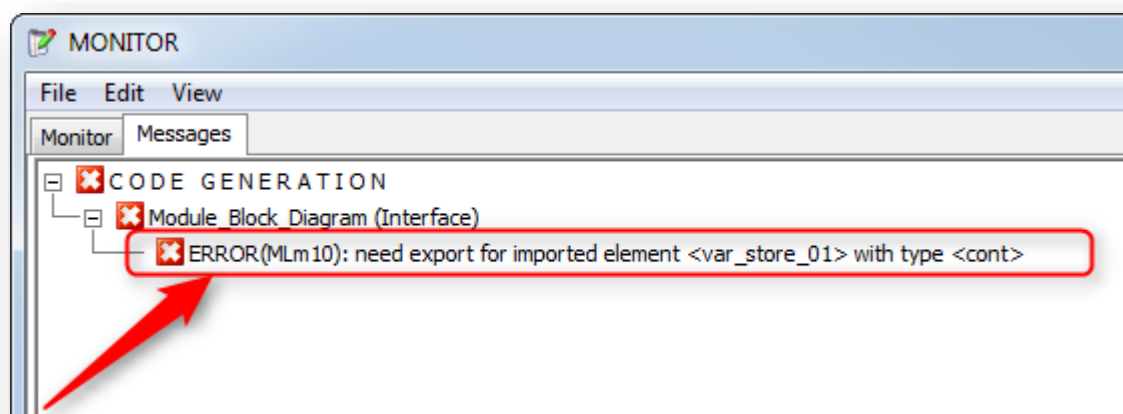 MONITOR
File Edit View
Monitor Messages
CODE GENERATION
Module_Block_Diagram (Interface)
ERROR(MLm10): need export for imported element <var_store_01> with type <cont>